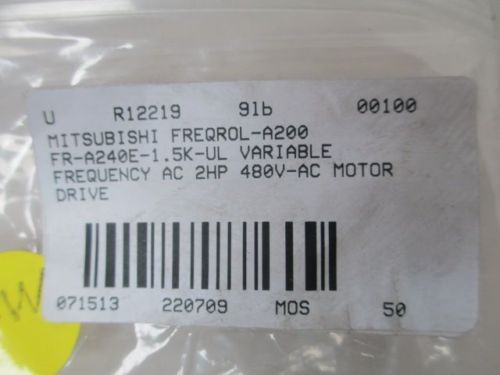 U R12219 9lb 00100
MITSUBISHI FREQROL-A200
FR-A240E-1.5K-UL VARIABLE
FREQUENCY AC 2HP 480V-AC MOTOR
DRIVE
071513 220709 MOS 50
W